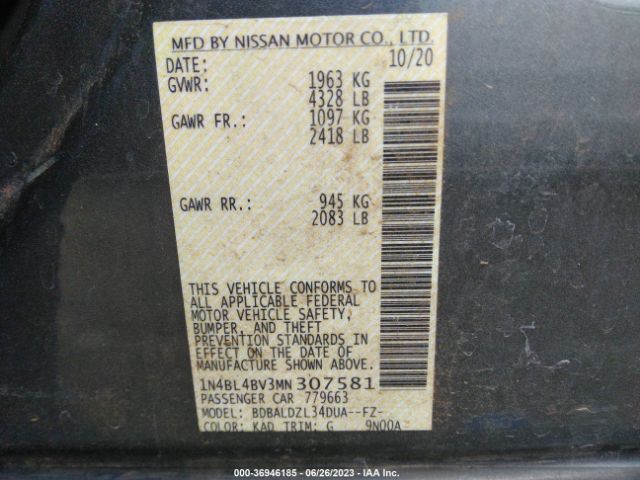 MFD BY NISSAN MOTOR CO., LTD.
DATE: 10/20
GVWR: 1963 KG
4328 LB
GAWR FR.: 1097 KG
2418 LB
GAWR RR.: 945 KG
2083 LB
THIS VEHICLE CONFORMS TO
ALL APPLICABLE FEDERAL
MOTOR VEHICLE SAFETY,
BUMPER, AND THEFT
PREVENTION STANDARDS IN
EFFECT ON THE DATE OF
MANUFACTURE SHOWN ABOVE.
1N4BL4BV3MN307581
PASSENGER CAR 779663
MODEL: BDBALDZL34DUA--FZ-
COLOR: KAD TRIM: G 9N00A
000-36946185 - 06/26/2023 - IAA Inc.